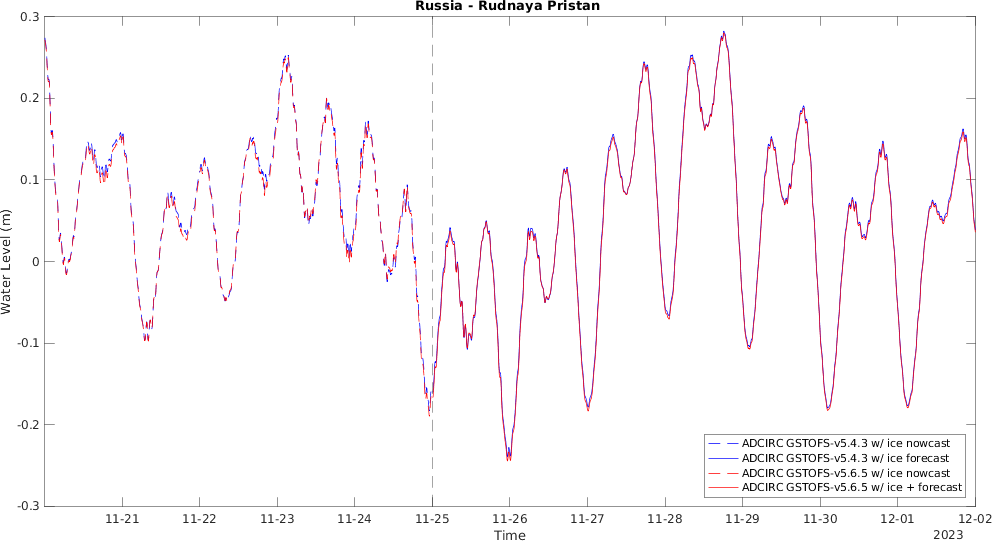 Russia - Rudnaya Pristan
0.3
0.2
0.1
0
-0.1
-0.2
-0.3
Water Level (m)
ADCIRC GSTOFS-v5.4.3 w/ ice nowcast
ADCIRC GSTOFS-v5.4.3 w/ ice forecast
ADCIRC GSTOFS-v5.6.5 w/ ice nowcast
ADCIRC GSTOFS-v5.6.5 w/ ice + forecast
11-21 11-22 11-23 11-24 11-25 11-26 11-27 11-28 11-29 11-30 12-01 12-02
Time
2023